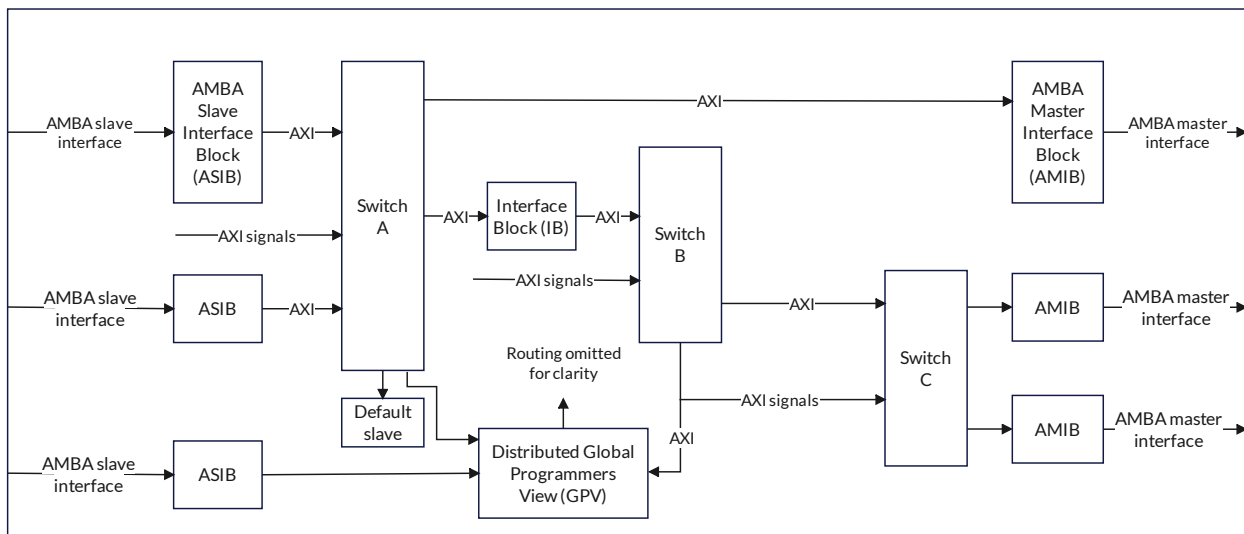 AMBA slave
interface
AMBA
Slave
Interface
Block
(ASIB)
AXI
Switch
A
AXI
AMBA
Master
Interface
Block
(AMIB)
AMBA master
interface
AXI signals
AXI
Interface
Block (IB)
AXI
Switch
B
AXI signals
AMBA slave
interface
ASIB
AXI
AXI
Switch
C
AMIB
AMBA master
interface
Routing omitted
for clarity
Default
slave
AXI signals
AXI
AMIB
AMBA master
interface
AMBA slave
interface
ASIB
Distributed Global
Programmers
View (GPV)